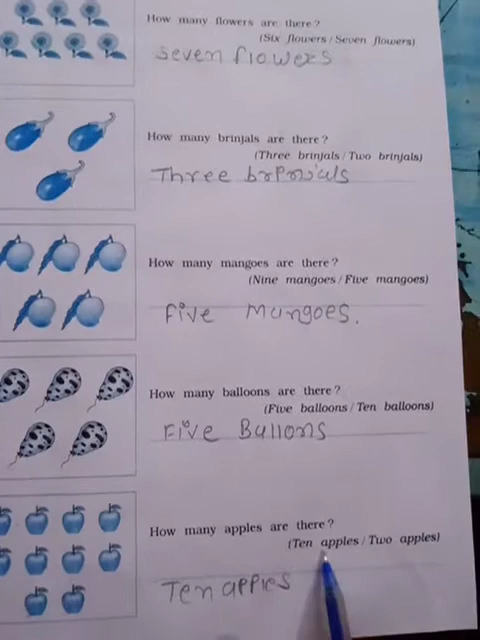 How many flowers are there?
(Six flowers / Seven flowers)
Seven flowers
How many brinjals are there?
(Three brinjals / Two brinjals)
Three
How many mangoes are there?
(Nine mangoes / Five mangoes)
Five Mangoes.
How many balloons are there?
(Five balloons / Ten balloons)
Five Ballons
How many apples are there?
(Ten apples / Two apples)
Ten apples